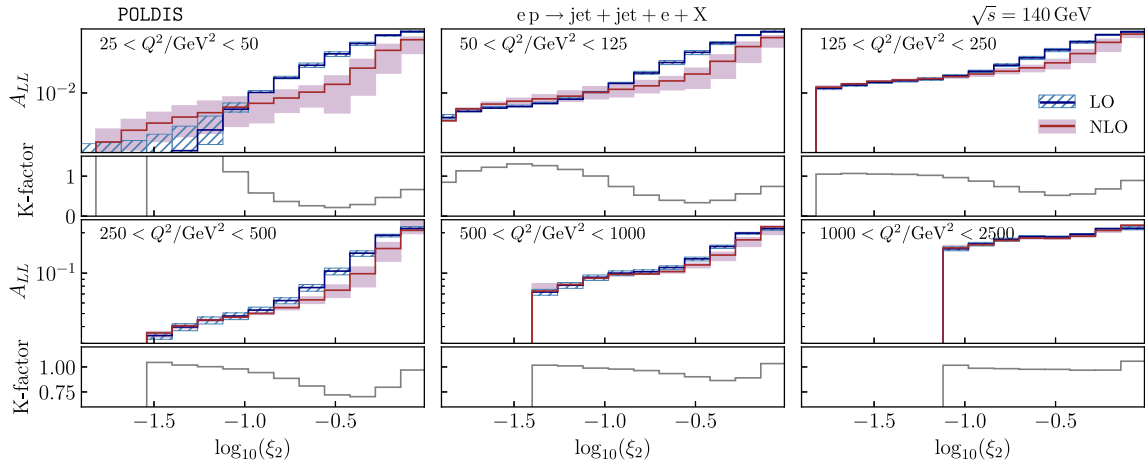 POLDIS e p → jet + jet + e + X √s = 140 GeV
25 < Q²/GeV² < 50 50 < Q²/GeV² < 125 125 < Q²/GeV² < 250
A_LL
10⁻²
LO
NLO
K-factor
1
0
250 < Q²/GeV² < 500 500 < Q²/GeV² < 1000 1000 < Q²/GeV² < 2500
A_LL
10⁻¹
K-factor
1.00
0.75
−1.5 −1.0 −0.5 −1.5 −1.0 −0.5 −1.5 −1.0 −0.5
log₁₀(ξ₂) log₁₀(ξ₂) log₁₀(ξ₂)